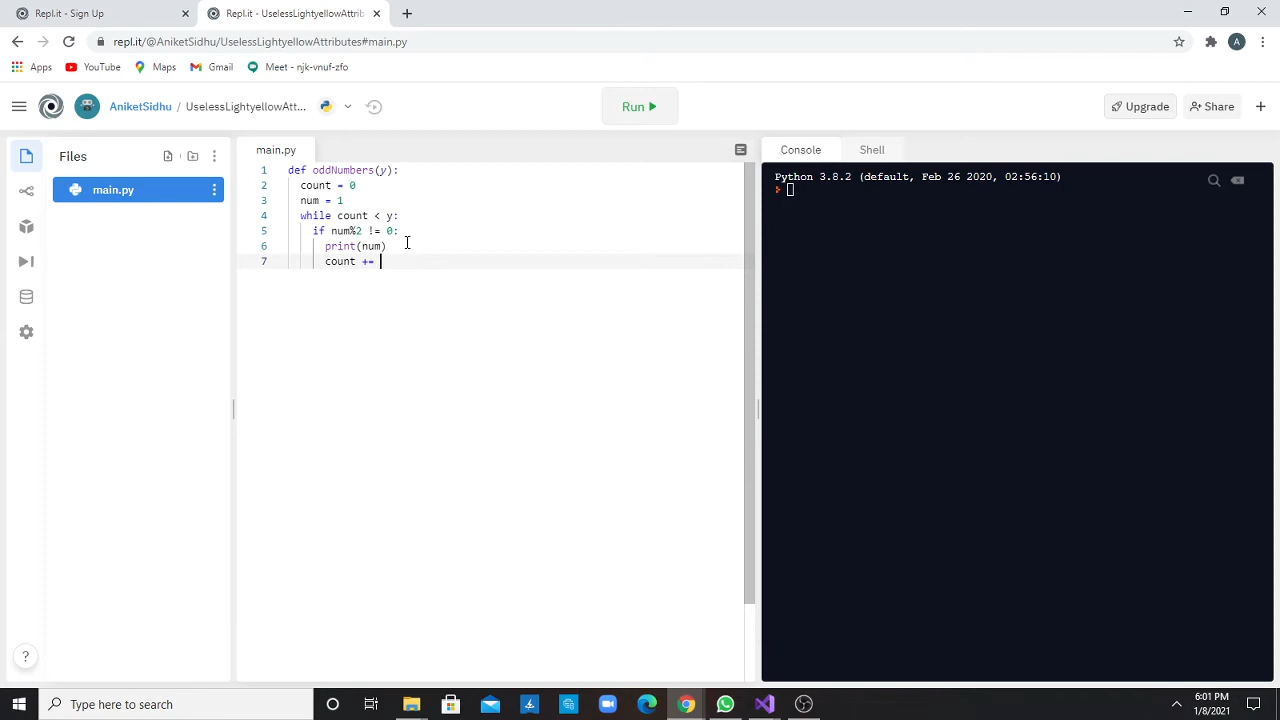 Repl.it - Sign Up
Repl.it - UselessLightyellowAttrib
repl.it/@AniketSidhu/UselessLightyellowAttributes#main.py
A
Apps YouTube Maps Gmail Meet - njk-vnuf-zfo
AniketSidhu / UselessLightyellowAtt...
Run
Upgrade
Share
Files
main.py
main.py
1 def oddNumbers(y):
2 count = 0
3 num = 1
4 while count < y:
5 if num%2 != 0:
6 print(num)
7 count +=
Console Shell
Python 3.8.2 (default, Feb 26 2020, 02:56:10)
?
Type here to search
6:01 PM
1/8/2021